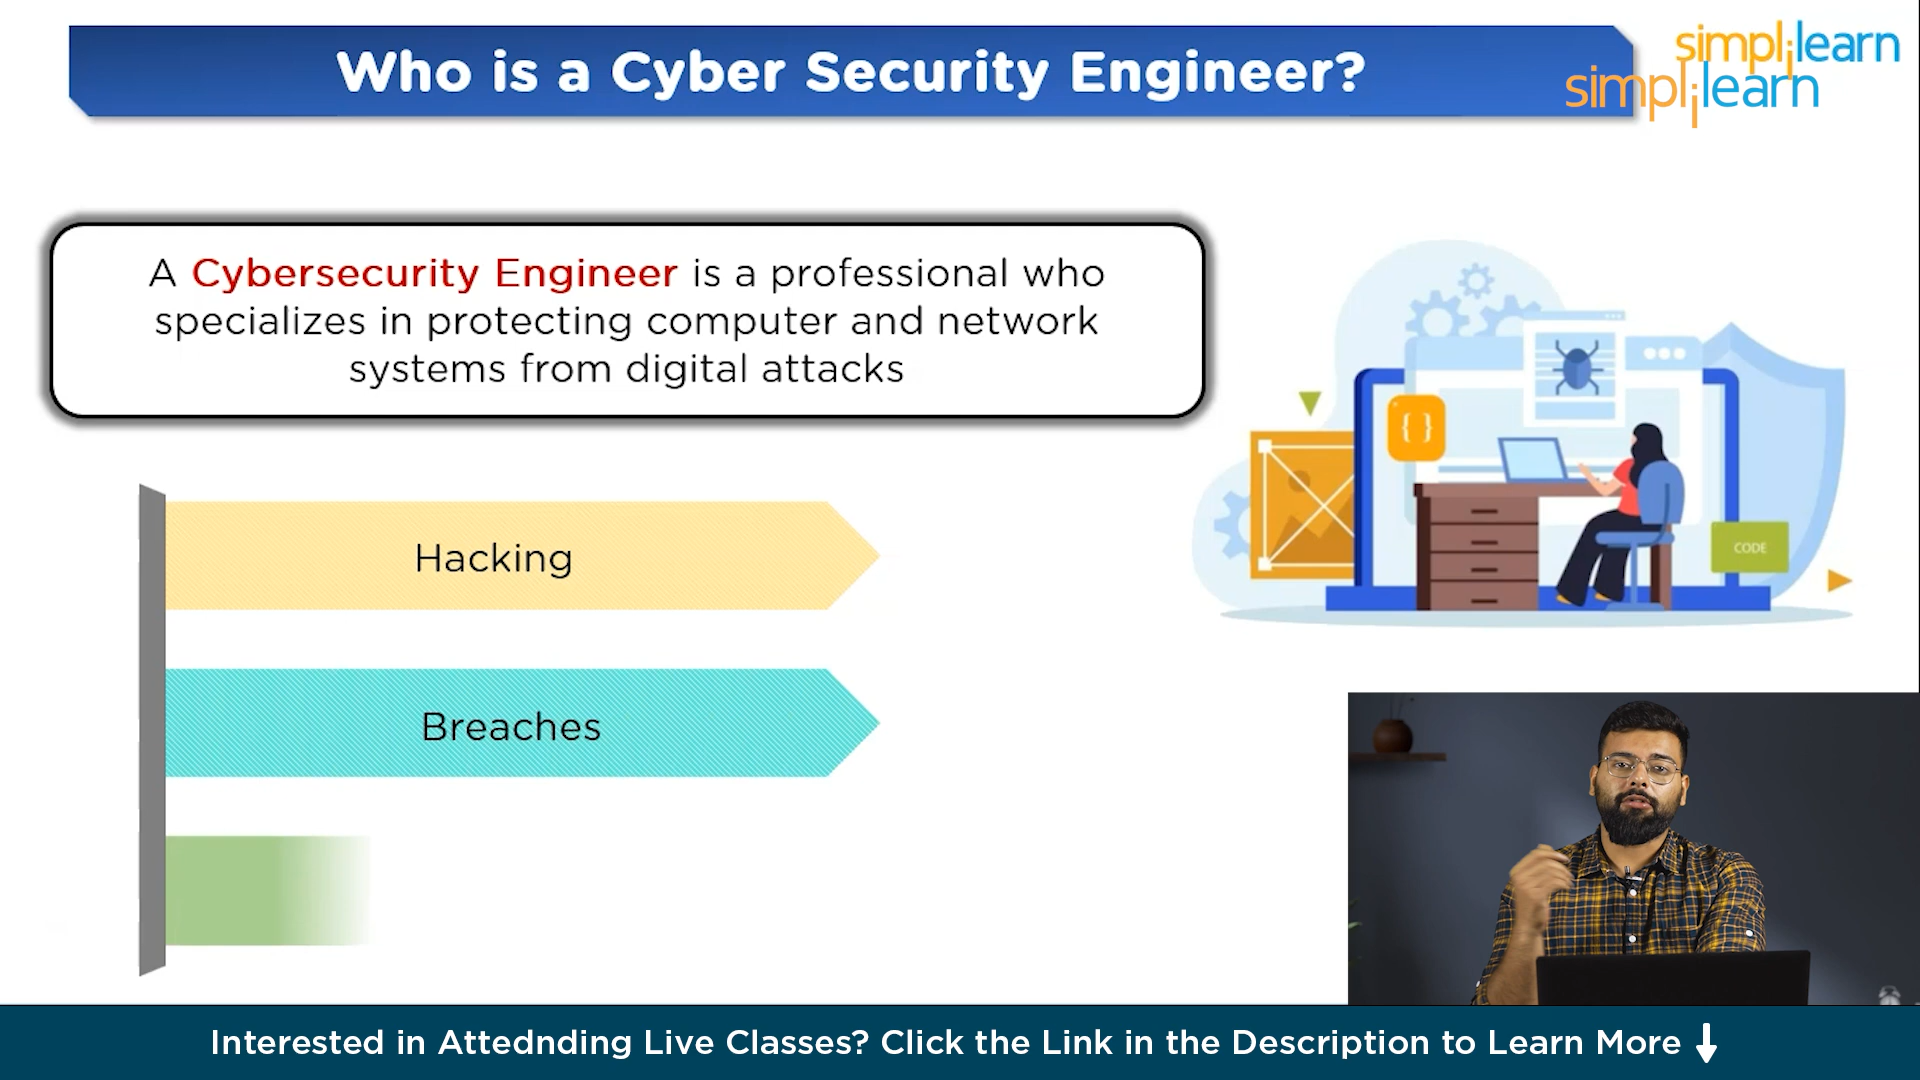 Who is a Cyber Security Engineer?
simplilearn
simplilearn
A Cybersecurity Engineer is a professional who
specializes in protecting computer and network
systems from digital attacks
{ }
Hacking
CODE
Breaches
Interested in Attednding Live Classes? Click the Link in the Description to Learn More